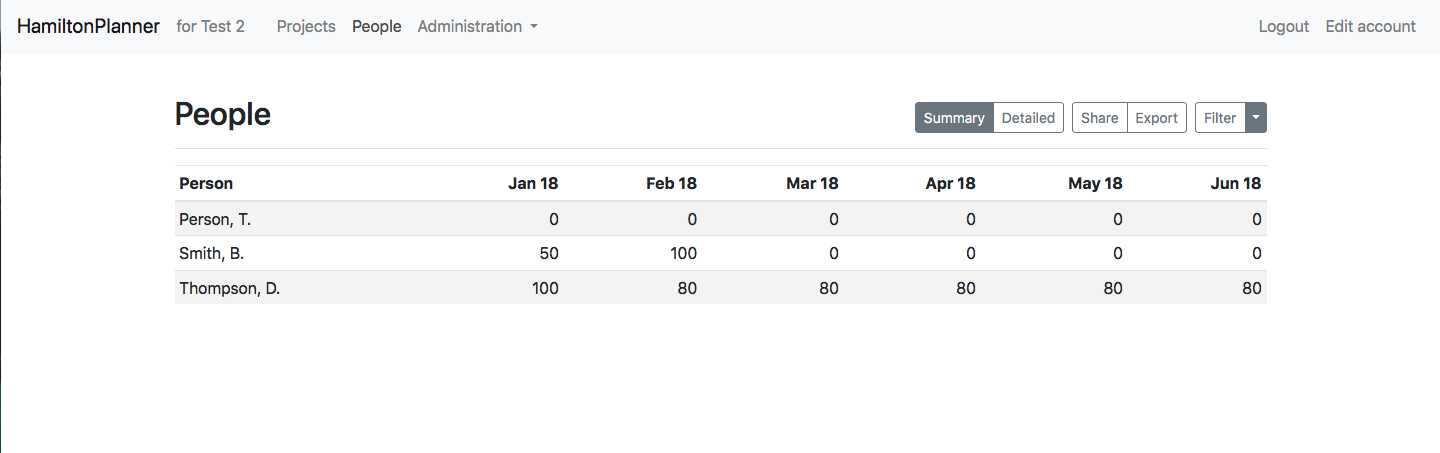 HamiltonPlanner for Test 2 Projects People Administration Logout Edit account
People Summary Detailed Share Export Filter
Person Jan 18 Feb 18 Mar 18 Apr 18 May 18 Jun 18
Person, T. 0 0 0 0 0 0
Smith, B. 50 100 0 0 0 0
Thompson, D. 100 80 80 80 80 80